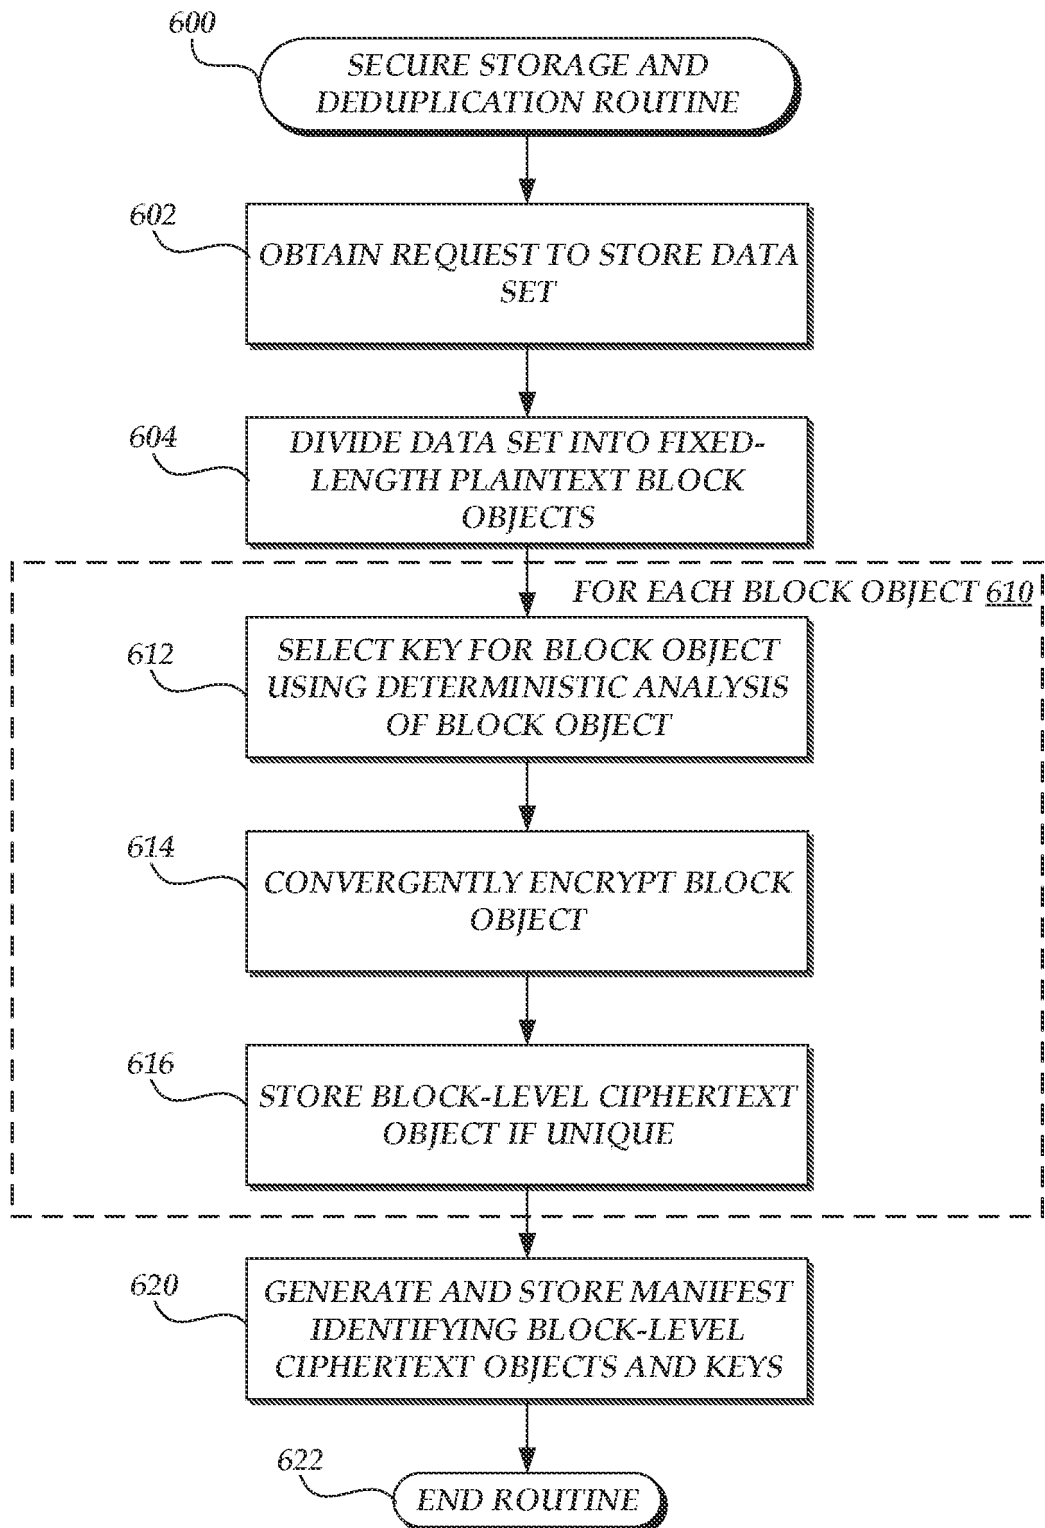 600
SECURE STORAGE AND
DEDUPLICATION ROUTINE
602
OBTAIN REQUEST TO STORE DATA
SET
604
DIVIDE DATA SET INTO FIXED-
LENGTH PLAINTEXT BLOCK
OBJECTS
FOR EACH BLOCK OBJECT 610
612
SELECT KEY FOR BLOCK OBJECT
USING DETERMINISTIC ANALYSIS
OF BLOCK OBJECT
614
CONVERGENTLY ENCRYPT BLOCK
OBJECT
616
STORE BLOCK-LEVEL CIPHERTEXT
OBJECT IF UNIQUE
620
GENERATE AND STORE MANIFEST
IDENTIFYING BLOCK-LEVEL
CIPHERTEXT OBJECTS AND KEYS
622
END ROUTINE